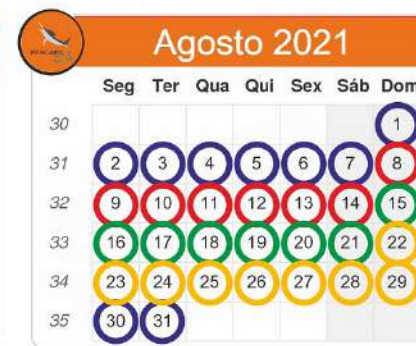 Agosto 2021
Seg Ter Qua Qui Sex Sáb Dom
30 1
31 2 3 4 5 6 7 8
32 9 10 11 12 13 14 15
33 16 17 18 19 20 21 22
34 23 24 25 26 27 28 29
35 30 31